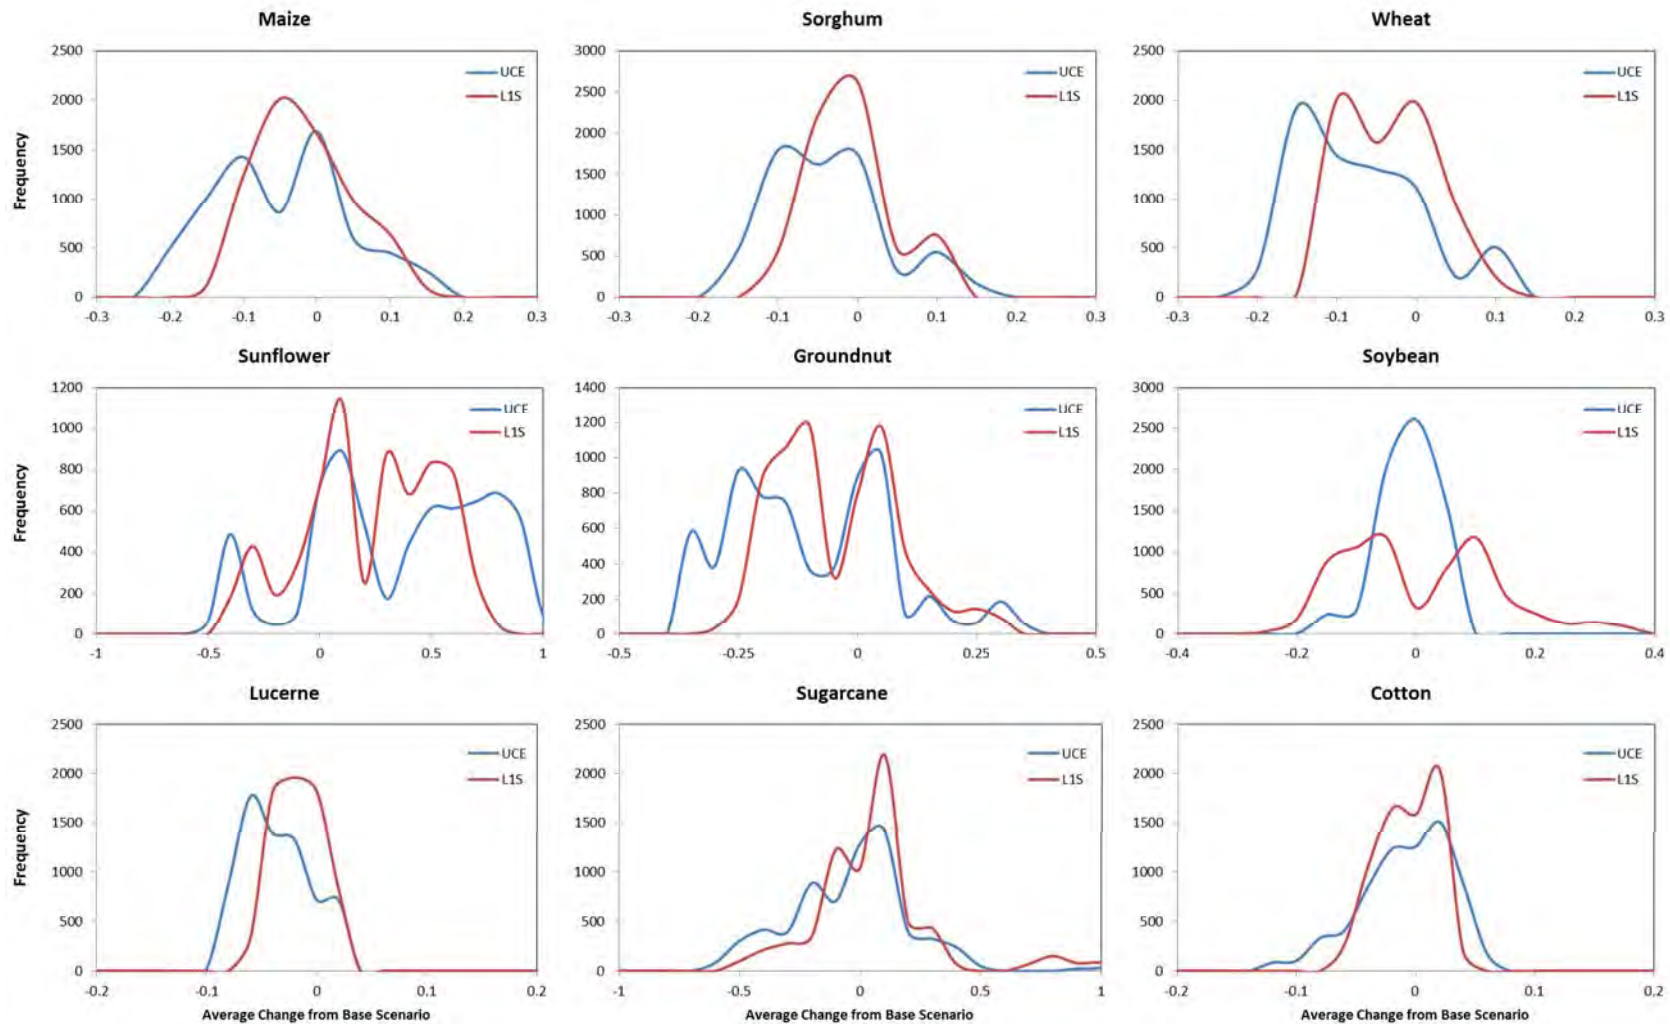 Maize
2500
2000
1500
1000
500
0
Frequency
-0.3 -0.2 -0.1 0 0.1 0.2 0.3
UCE
L1S
Sorghum
3000
2500
2000
1500
1000
500
0
-0.3 -0.2 -0.1 0 0.1 0.2 0.3
UCE
L1S
Wheat
2500
2000
1500
1000
500
0
-0.3 -0.2 -0.1 0 0.1 0.2 0.3
UCE
L1S
Sunflower
1200
1000
800
600
400
200
0
Frequency
-1 -0.5 0 0.5 1
UCE
L1S
Groundnut
1400
1200
1000
800
600
400
200
0
-0.5 -0.25 0 0.25 0.5
UCE
L1S
Soybean
3000
2500
2000
1500
1000
500
0
-0.4 -0.2 0 0.2 0.4
UCE
L1S
Lucerne
2500
2000
1500
1000
500
0
Frequency
-0.2 -0.1 0 0.1 0.2
Average Change from Base Scenario
UCE
L1S
Sugarcane
2500
2000
1500
1000
500
0
-1 -0.5 0 0.5 1
Average Change from Base Scenario
UCE
L1S
Cotton
2500
2000
1500
1000
500
0
-0.2 -0.1 0 0.1 0.2
Average Change from Base Scenario
UCE
L1S